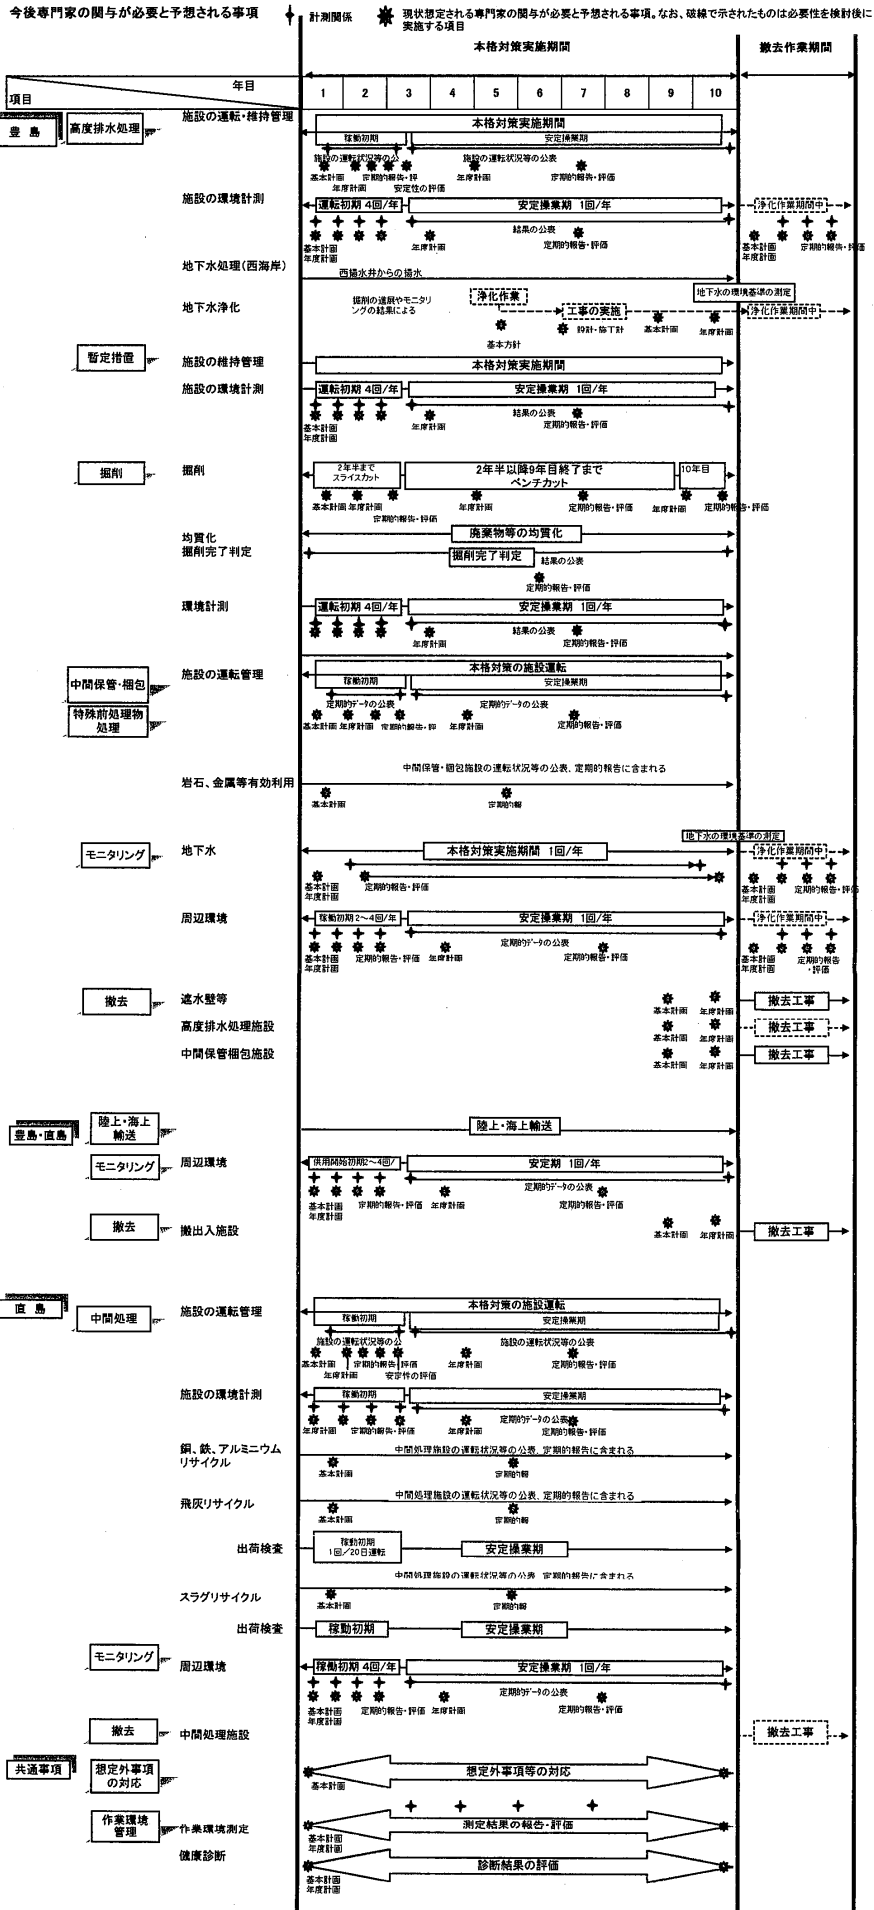 今後専門家の関与が必要と予想される事項
計測関係
現状想定される専門家の関与が必要と予想される事項。なお、破線で示されたものは必要性を検討後に
実施する項目
本格対策実施期間
撤去作業期間
年目
項目
1 2 3 4 5 6 7 8 9 10
豊 島
高度排水処理
施設の運転・維持管理
本格対策実施期間
稼働初期
安定操業期
施設の運転状況等の公
施設の運転状況等の公表
基本計画
定期的報告・評
年度計画
定期的報告・評価
年度計画
安定性の評価
施設の環境計測
運転初期 4回/年
安定操業期 1回/年
浄化作業期間中
結果の公表
基本計画
年度計画
年度計画
定期的報告・評価
基本計画
年度計画
定期的報告・評価
地下水処理(西海岸)
西揚水井からの揚水
地下水の環境基準の測定
地下水浄化
掘削の進展やモニタリ
ングの結果による
浄化作業
工事の実施
浄化作業期間中
設計・施工計
基本計画
年度計画
基本方針
暫定措置
施設の維持管理
本格対策実施期間
施設の環境計測
運転初期 4回/年
安定操業期 1回/年
結果の公表
基本計画
年度計画
年度計画
定期的報告・評価
掘削
掘削
2年半まで
スライスカット
2年半以降9年目終了まで
ベンチカット
10年目
基本計画
年度計画
年度計画
定期的報告・評価
年度計画
定期的報告・評価
定期的報告・評価
均質化
廃棄物等の均質化
掘削完了判定
掘削完了判定
結果の公表
定期的報告・評価
環境計測
運転初期 4回/年
安定操業期 1回/年
結果の公表
年度計画
定期的報告・評価
中間保管・梱包
特殊前処理物
処理
施設の運転管理
本格対策の施設運転
稼働初期
安定操業期
定期的データの公表
定期的データの公表
基本計画
年度計画
定期的報告・評
年度計画
定期的報告・評価
中間保管・梱包施設の運転状況等の公表、定期的報告に含まれる
岩石、金属等有効利用
基本計画
定期的報
地下水の環境基準の測定
モニタリング
地下水
本格対策実施期間 1回/年
浄化作業期間中
基本計画
年度計画
定期的報告・評価
基本計画
年度計画
定期的報告・評価
周辺環境
稼働初期2~4回/年
安定操業期 1回/年
浄化作業期間中
定期的データの公表
基本計画
年度計画
定期的報告・評価
年度計画
定期的報告・評価
基本計画
年度計画
定期的報告
・評価
撤去
遮水壁等
基本計画
年度計画
撤去工事
高度排水処理施設
基本計画
年度計画
撤去工事
中間保管梱包施設
基本計画
年度計画
撤去工事
豊島・直島
陸上・海上
輸送
陸上・海上輸送
モニタリング
周辺環境
供用開始初期2~4回/
安定期 1回/年
定期的データの公表
基本計画
年度計画
定期的報告・評価
年度計画
定期的報告・評価
撤去
搬出入施設
基本計画
年度計画
撤去工事
直 島
中間処理
施設の運転管理
本格対策の施設運転
稼働初期
安定操業期
施設の運転状況等の公
施設の運転状況等の公表
基本計画
定期的報告・評価
年度計画
定期的報告・評価
年度計画
安定性の評価
施設の環境計測
稼働初期
安定操業期
定期的データの公表
年度計画
定期的報告・評価
年度計画
定期的報告・評価
銅、鉄、アルミニウム
リサイクル
中間処理施設の運転状況等の公表、定期的報告に含まれる
基本計画
定期的報
飛灰リサイクル
中間処理施設の運転状況等の公表、定期的報告に含まれる
基本計画
定期的報
出荷検査
稼動初期
1回/20日運転
安定操業期
中間処理施設の運転状況等の公表、定期的報告に含まれる
スラグリサイクル
基本計画
定期的報
出荷検査
稼動初期
安定操業期
モニタリング
周辺環境
稼働初期 4回/年
安定操業期 1回/年
定期的データの公表
基本計画
年度計画
定期的報告・評価
年度計画
定期的報告・評価
撤去
中間処理施設
撤去工事
共通事項
想定外事項
の対応
想定外事項等の対応
基本計画
作業環境
管理
作業環境測定
測定結果の報告・評価
基本計画
年度計画
健康診断
診断結果の評価
基本計画
年度計画